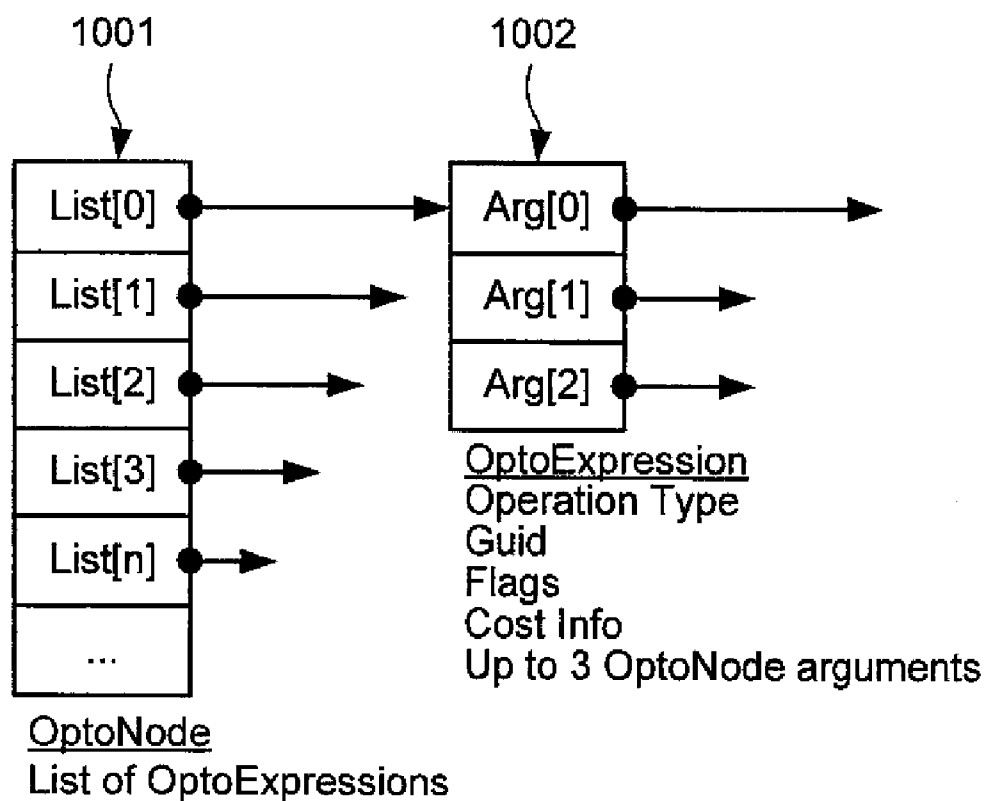 1001
1002
List[0]
List[1]
List[2]
List[3]
List[n]
...
OptoNode
List of OptoExpressions
Arg[0]
Arg[1]
Arg[2]
OptoExpression
Operation Type
Guid
Flags
Cost Info
Up to 3 OptoNode arguments